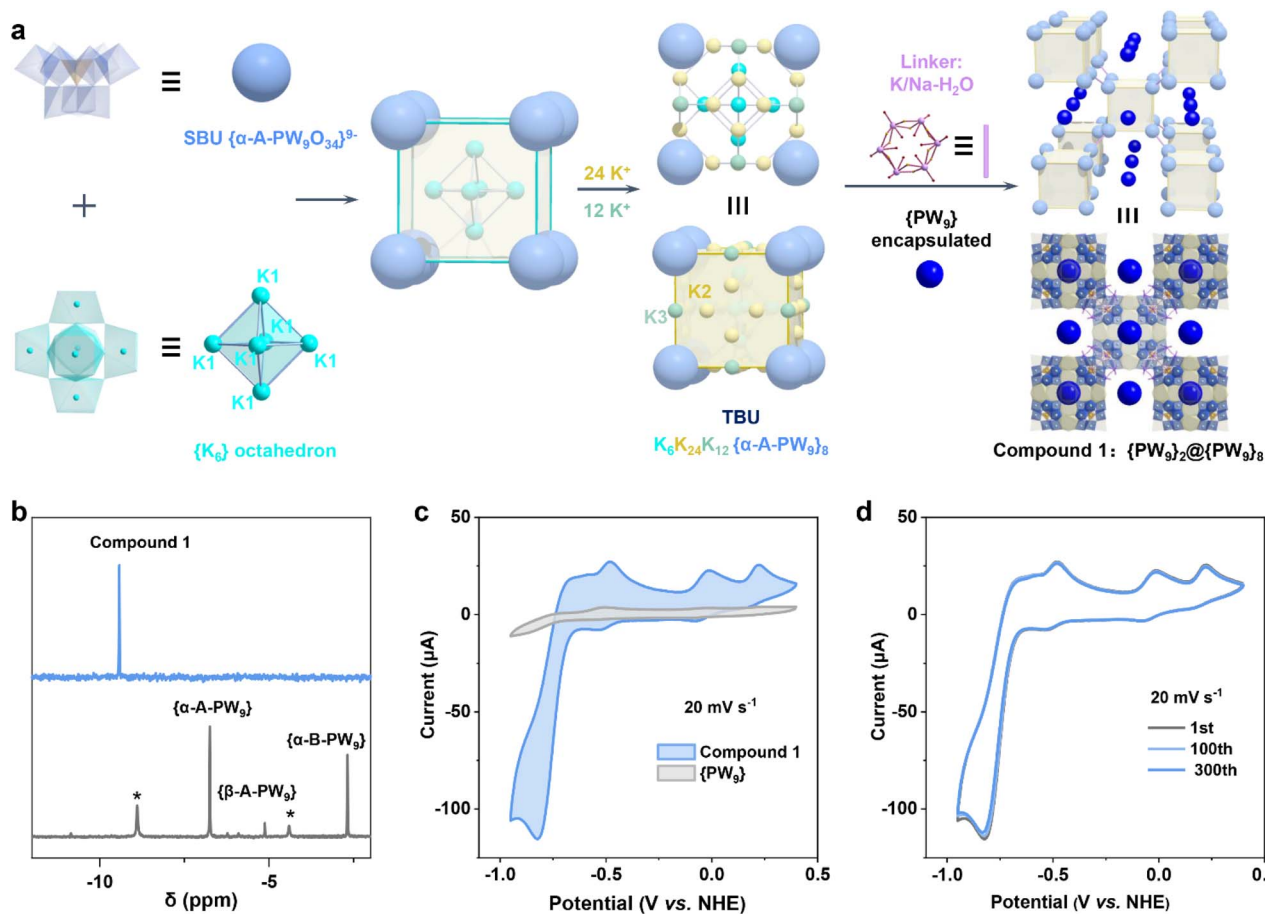 a
SBU {α-A-PW₉O₃₄}⁹⁻
K1
K1
K1
K1
K1
K1
{K₆} octahedron
24 K⁺
12 K⁺
K2
K3
TBU
K₆K₂₄K₁₂{α-A-PW₉}₈
Linker:
K/Na-H₂O
{PW₉}
encapsulated
Compound 1: {PW₉}₂@{PW₉}₈
b
Compound 1
{α-A-PW₉}
{α-B-PW₉}
{β-A-PW₉}
*
*
-10
-5
δ (ppm)
c
50
0
-50
-100
Current (μA)
20 mV s⁻¹
Compound 1
{PW₉}
-1.0
-0.5
0.0
0.5
Potential (V vs. NHE)
d
50
0
-50
-100
Current (μA)
20 mV s⁻¹
1st
100th
300th
-1.0
-0.5
0.0
0.5
Potential (V vs. NHE)